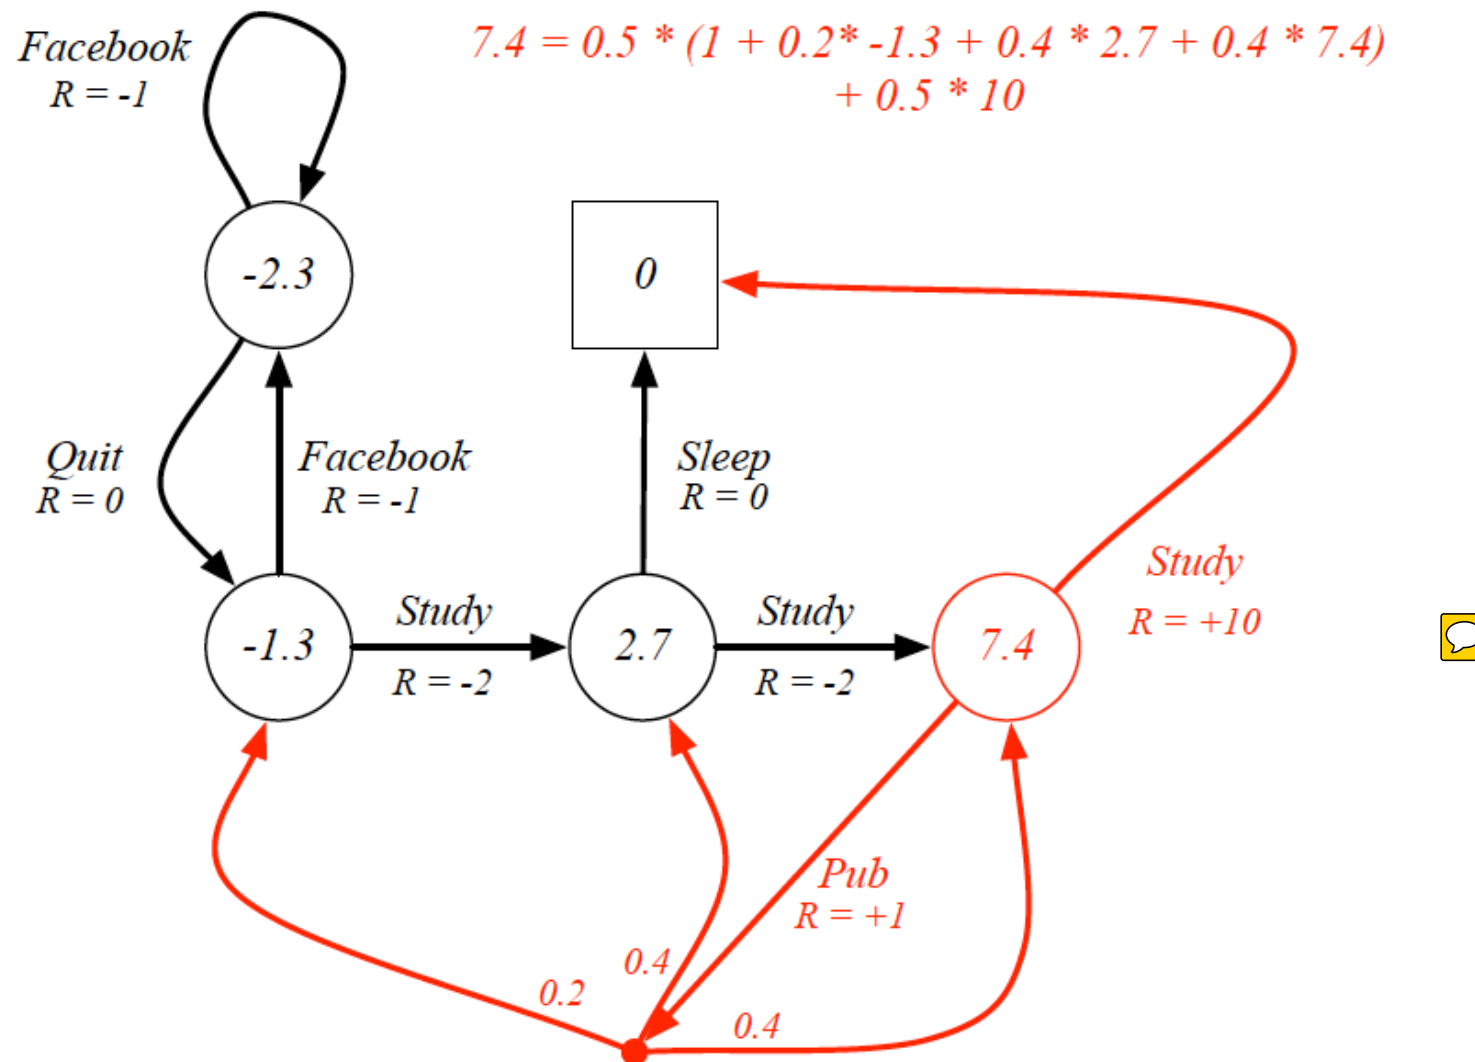 Facebook
R = -1
7.4 = 0.5 * (1 + 0.2* -1.3 + 0.4 * 2.7 + 0.4 * 7.4)
+ 0.5 * 10
-2.3
0
Quit
R = 0
Facebook
R = -1
Sleep
R = 0
Study
R = +10
-1.3
Study
R = -2
2.7
Study
R = -2
7.4
Pub
R = +1
0.2
0.4
0.4